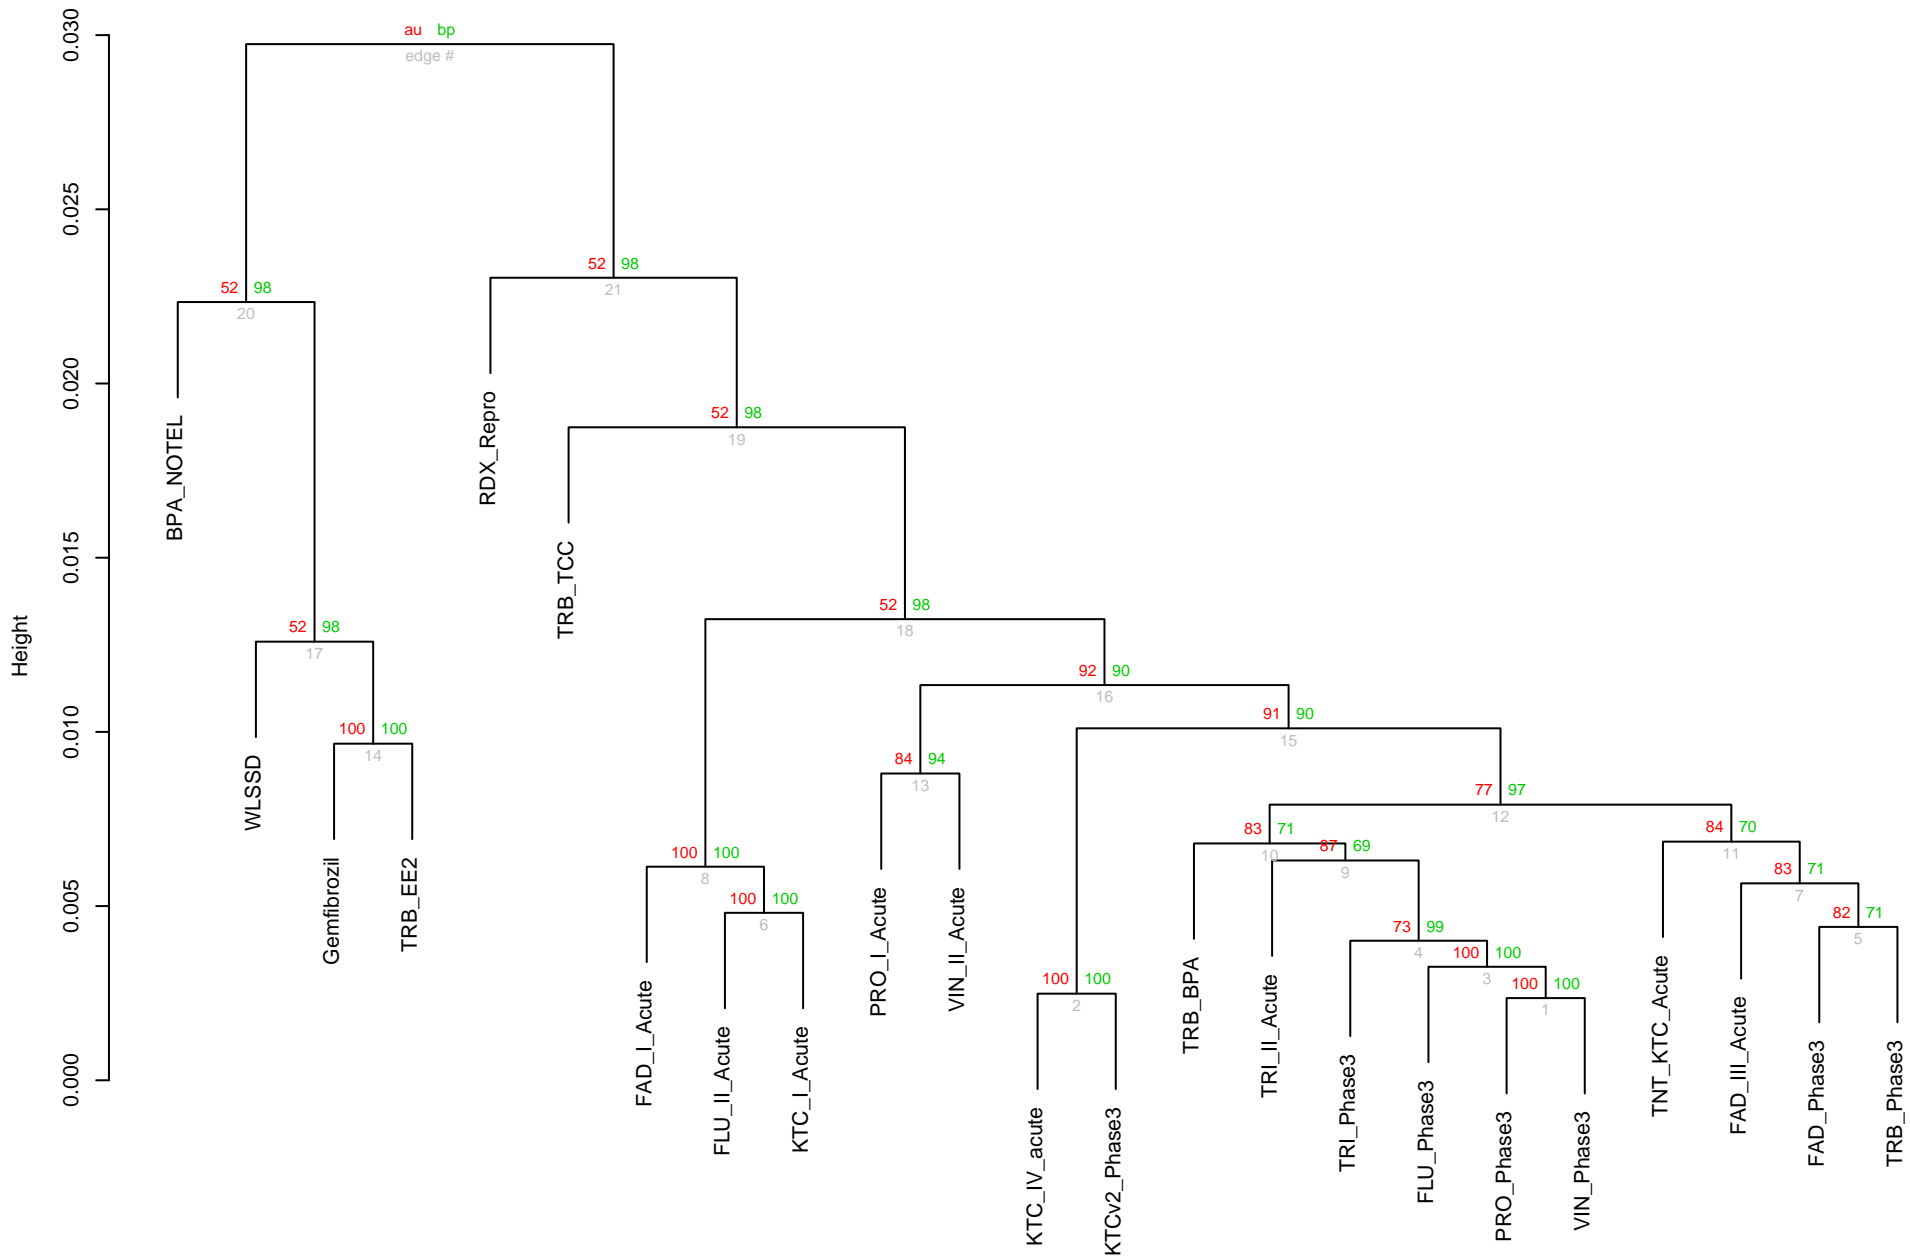 au bp
edge #
0.030
0.025
0.020
0.015
0.010
0.005
0.000
Height
52 98
21
52 98
20
52 98
19
52 98
18
52 98
17
92 90
16
91 90
15
100 100
14
84 94
13
77 97
12
84 70
11
83 71
10
87 69
9
100 100
8
83 71
7
100 100
6
82 71
5
73 99
4
100 100
3
100 100
2
100 100
1
BPA_NOTEL
WLSSD
Gemfibrozil
TRB_EE2
RDX_Repro
TRB_TCC
FAD_I_Acute
FLU_II_Acute
KTC_I_Acute
PRO_I_Acute
VIN_II_Acute
KTC_IV_acute
KTCv2_Phase3
TRB_BPA
TRI_II_Acute
TRI_Phase3
FLU_Phase3
PRO_Phase3
VIN_Phase3
TNT_KTC_Acute
FAD_III_Acute
FAD_Phase3
TRB_Phase3